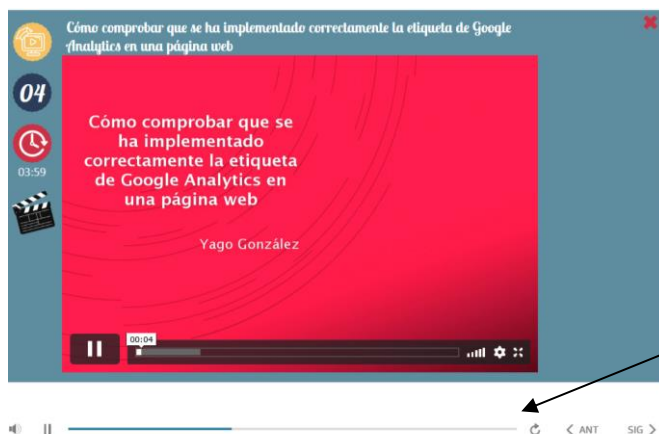 Cómo comprobar que se ha implementado correctamente la etiqueta de Google
Analytics en una página web
04
03:59
Cómo comprobar que se
ha implementado
correctamente la etiqueta
de Google Analytics en
una página web
Yago González
00:04
ANT
SIG